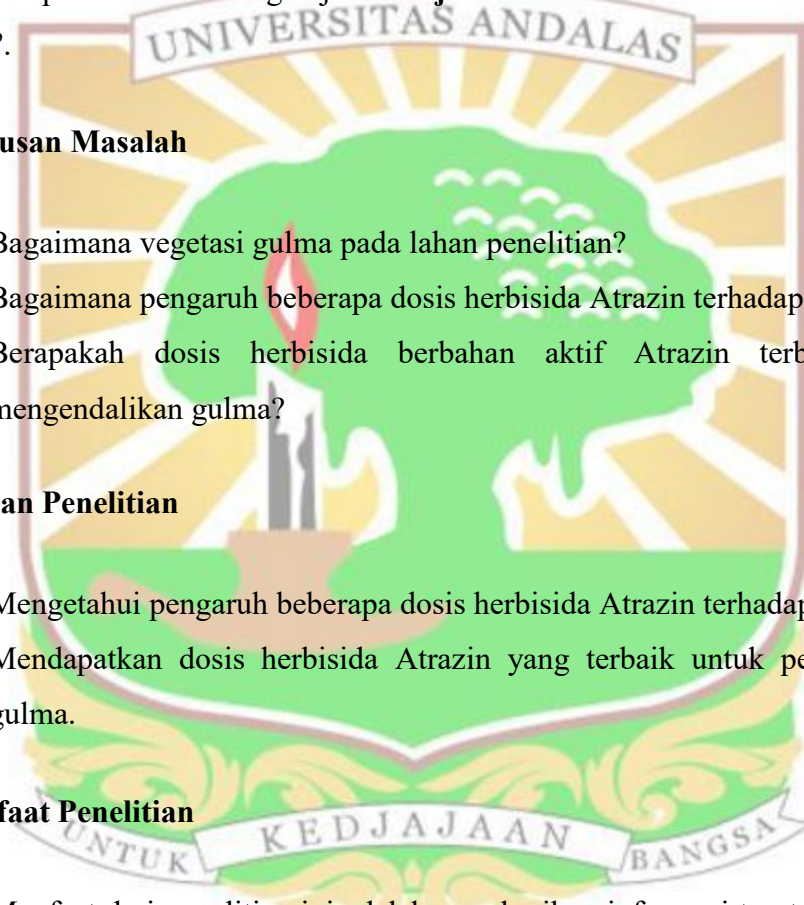 UNIVERSITAS ANDALAS
usan Masalah
Bagaimana vegetasi gulma pada lahan penelitian?
Bagaimana pengaruh beberapa dosis herbisida Atrazin terhadap
Berapakah dosis herbisida berbahan aktif Atrazin terb
mengendalikan gulma?
an Penelitian
Mengetahui pengaruh beberapa dosis herbisida Atrazin terhadap
Mendapatkan dosis herbisida Atrazin yang terbaik untuk pe
gulma.
faat Penelitian
UNTUK KEDJAJAAN BANGSA